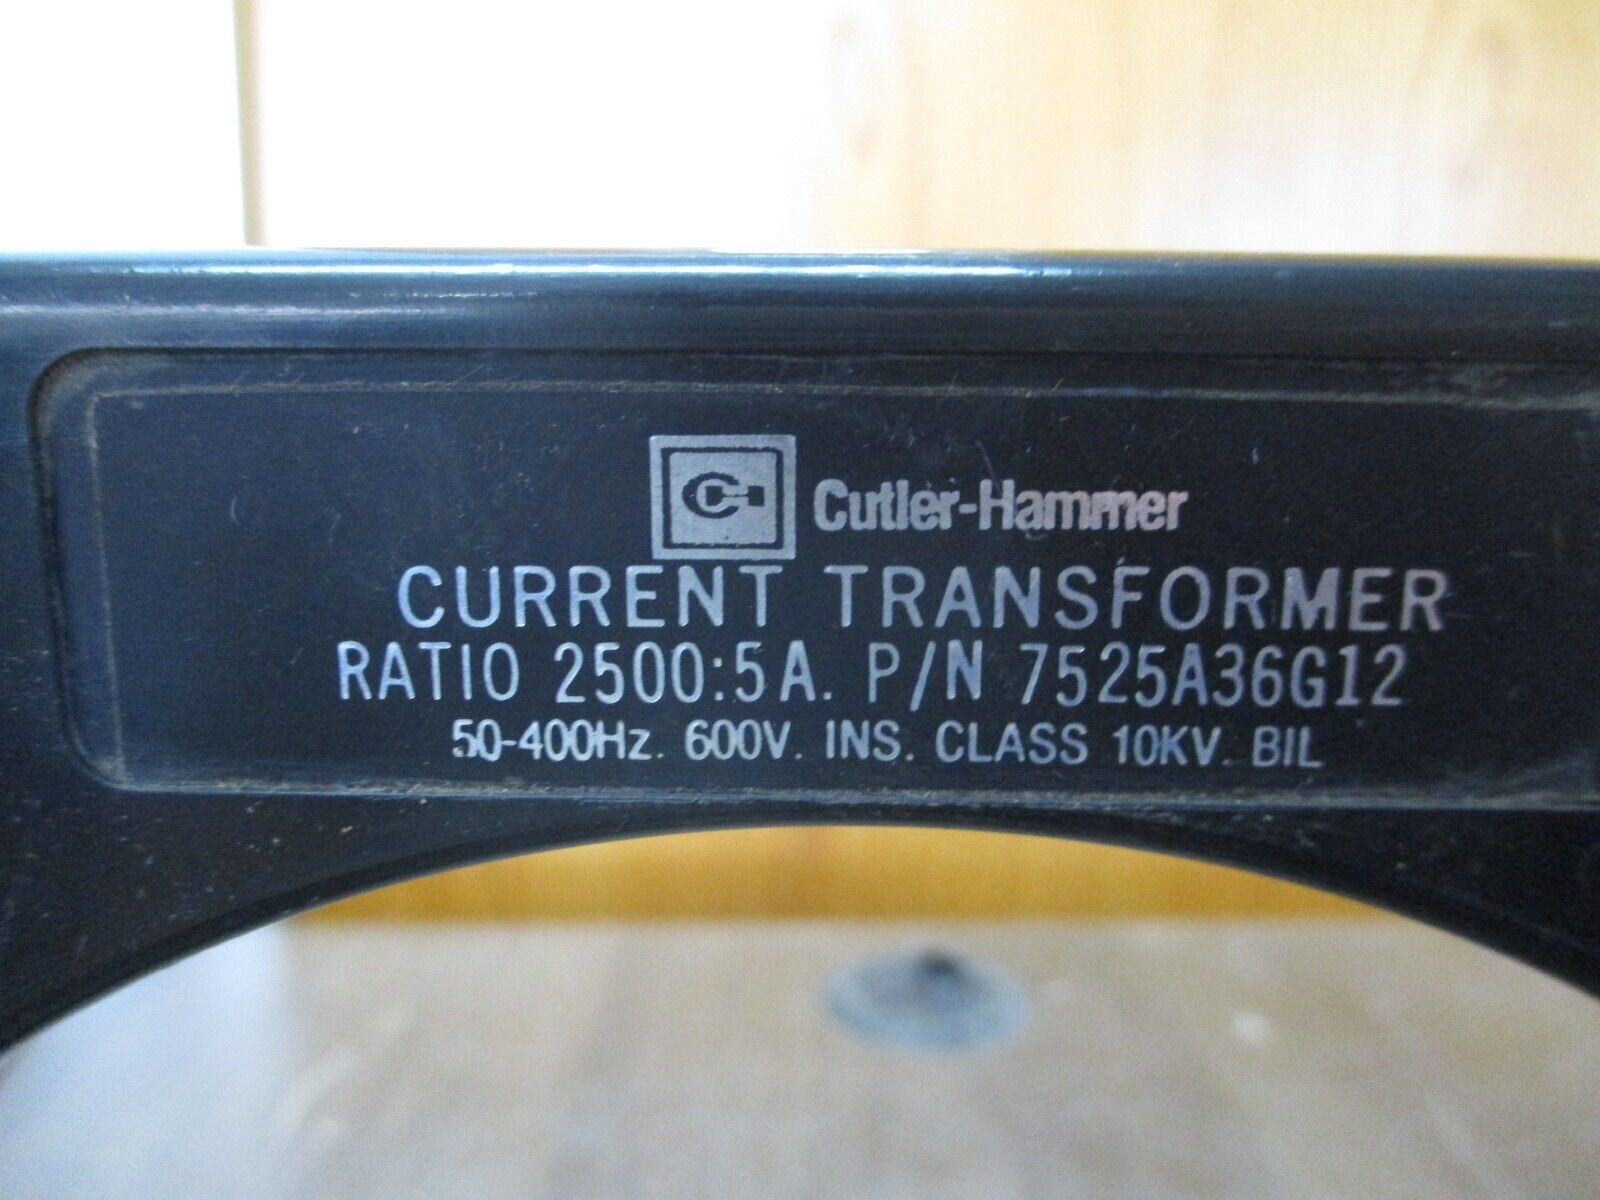 Cutler-Hammer
CURRENT TRANSFORMER
RATIO 2500:5A. P/N 7525A36G12
50-400Hz. 600V. INS. CLASS 10KV. BIL